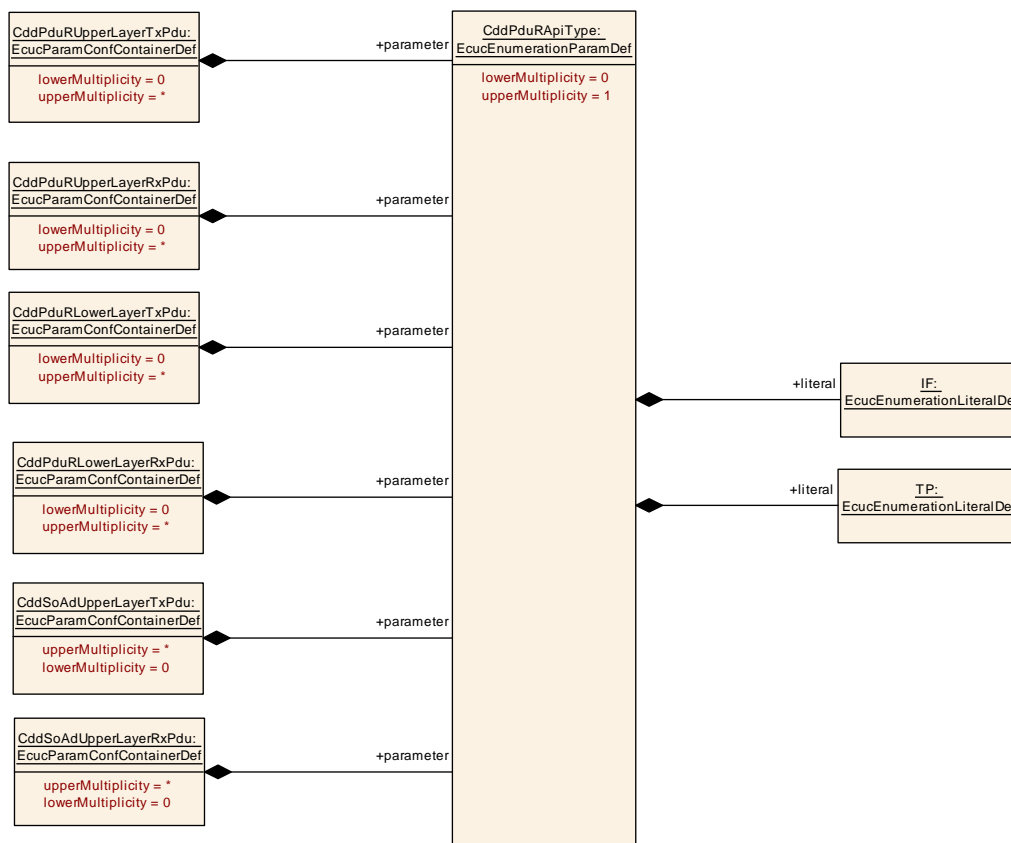 CddPduRUpperLayerTxPdu:
EcucParamConfContainerDef
lowerMultiplicity = 0
upperMultiplicity = *
+parameter
CddPduRApiType:
EcucEnumerationParamDef
lowerMultiplicity = 0
upperMultiplicity = 1
CddPduRUpperLayerRxPdu:
EcucParamConfContainerDef
lowerMultiplicity = 0
upperMultiplicity = *
+parameter
CddPduRLowerLayerTxPdu:
EcucParamConfContainerDef
lowerMultiplicity = 0
upperMultiplicity = *
+parameter
+literal
IF:
EcucEnumerationLiteralDe
CddPduRLowerLayerRxPdu:
EcucParamConfContainerDef
lowerMultiplicity = 0
upperMultiplicity = *
+parameter
+literal
TP:
EcucEnumerationLiteralDe
CddSoAdUpperLayerTxPdu:
EcucParamConfContainerDef
upperMultiplicity = *
lowerMultiplicity = 0
+parameter
CddSoAdUpperLayerRxPdu:
EcucParamConfContainerDef
upperMultiplicity = *
lowerMultiplicity = 0
+parameter